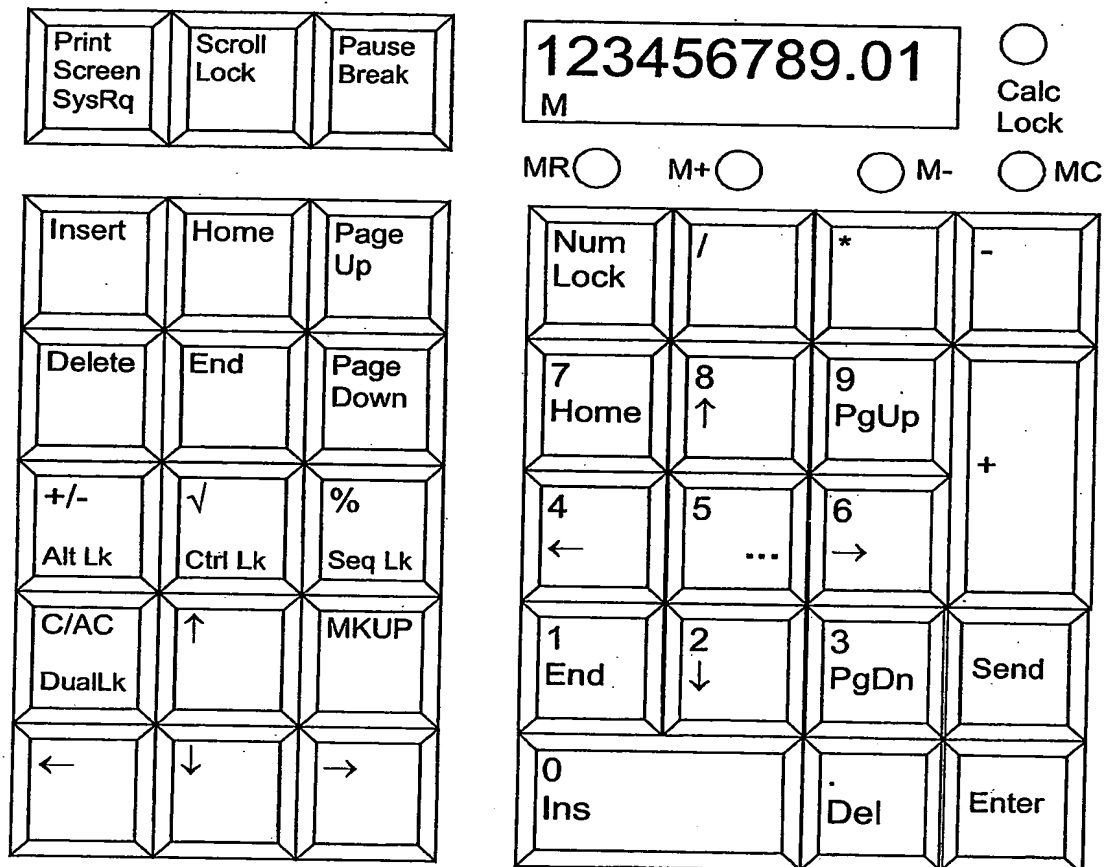 Print
Screen
SysRq
Scroll
Lock
Pause
Break
123456789.01
M
Calc
Lock
MR M+ M- MC
Insert
Home
Page
Up
Delete
End
Page
Down
+/-
Alt Lk
√
Ctrl Lk
%
Seq Lk
C/AC
DualLk
↑
MKUP
←
↓
→
Num
Lock
/
*
-
7
Home
8
↑
9
PgUp
+
4
←
5
...
6
→
1
End
2
↓
3
PgDn
Send
0
Ins
.
Del
Enter